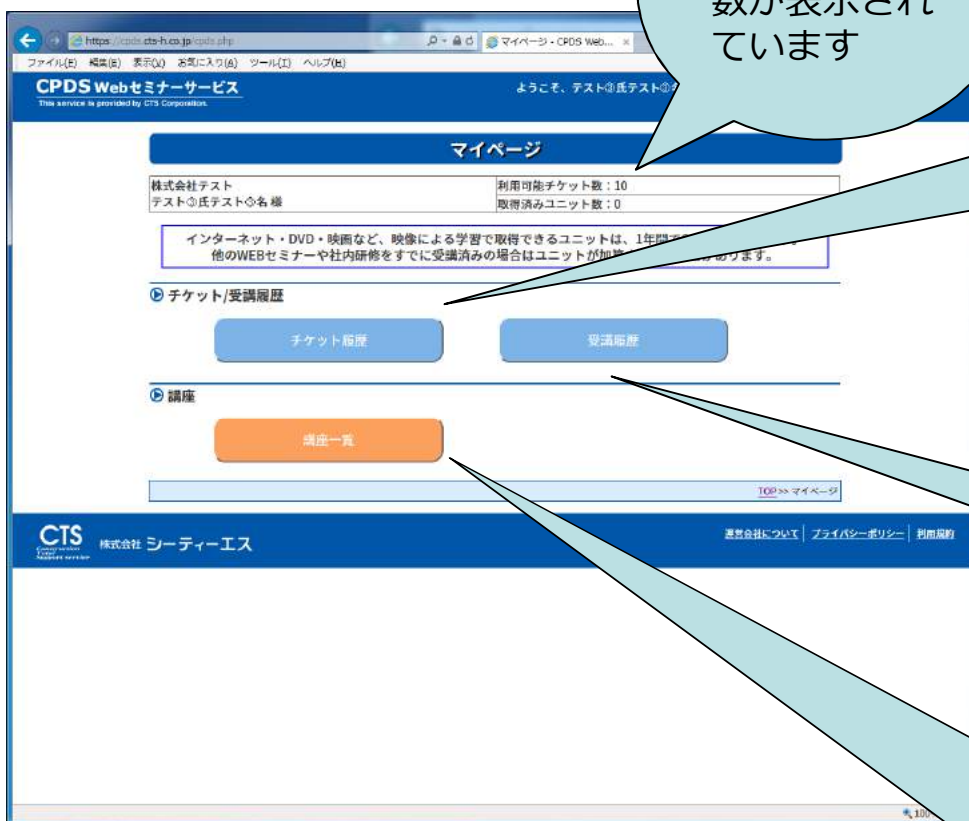 数が表示され
ています
https://cpds.cts-h.co.jp/cpds.php
マイページ - CPDS Web...
ファイル(F) 編集(E) 表示(V) お気に入り(A) ツール(T) ヘルプ(H)
CPDS Webセミナーサービス
ようこそ、テスト①氏テスト①
This service is provided by CTS Corporation.
マイページ
株式会社テスト
利用可能チケット数：10
テスト①氏テスト①名 様
取得済みユニット数：0
インターネット・DVD・映画など、映像による学習で取得できるユニットは、1年間で
他のWEBセミナーや社内研修をすでに受講済みの場合はユニットが加算
があります。
チケット/受講履歴
チケット履歴
受講履歴
講座
講座一覧
TOP>> マイページ
CTS
株式会社 シーティーエス
運営会社について | プライバシーポリシー | 利用規約
100